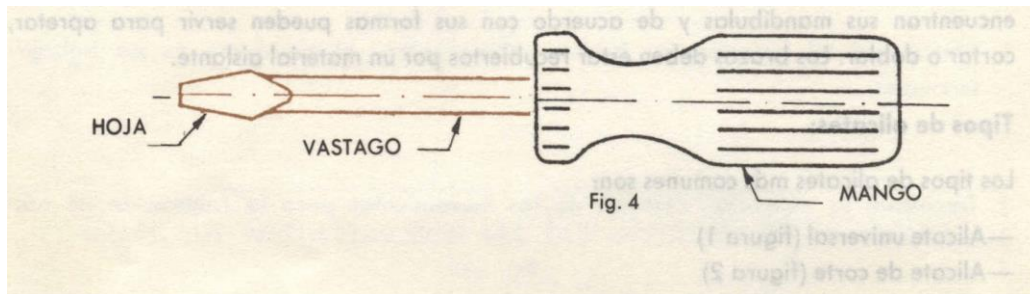 encuentran sus mandíbulas y de acuerdo con sus formas pueden servir para apretar,
cortar o doblar. Los brazos deben estar recubiertos por un material aislante.
HOJA
VASTAGO
Tipos de alicates:
Los tipos de alicates más comunes son:
Fig. 4
MANGO
—Alicate universal (figura 1)
—Alicate de corte (figura 2)